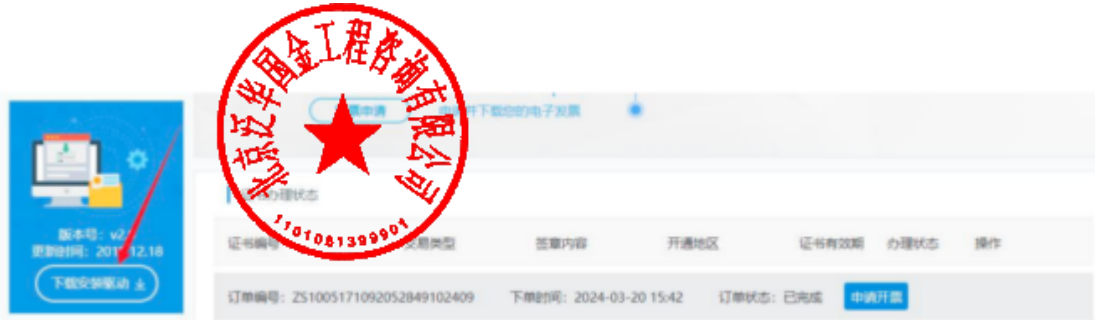 北京泛华国金工程咨询有限公司
1101081399901
申请
下载您的电子发票
办理状态
版本号：v2
更新时间：201 12.18
下载安装驱动
证书编号 交易类型 签章内容 开通地区 证书有效期 办理状态 操作
订单编号：ZS1005171092052849102409 下单时间：2024-03-20 15:42 订单状态：已完成 申请开票